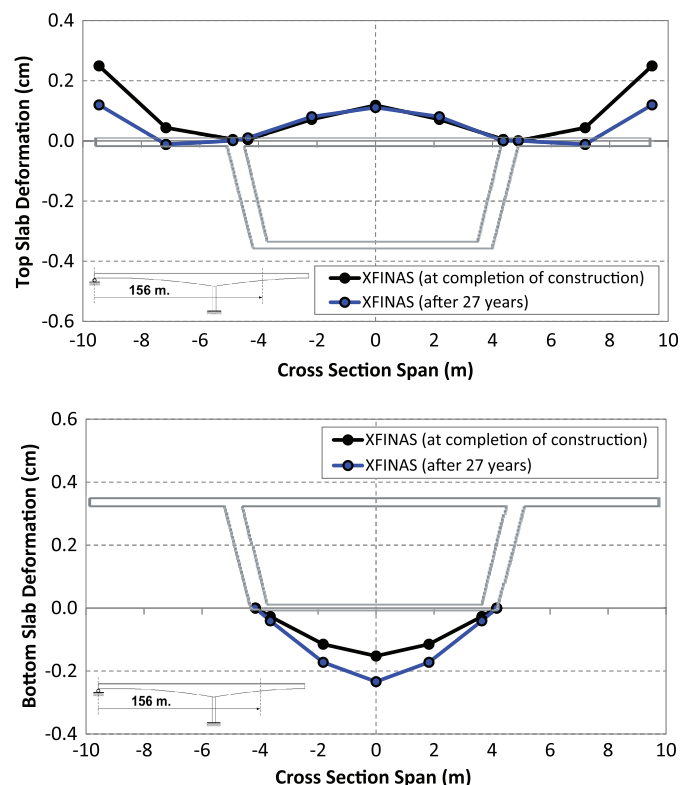 0.4
0.2
0.0
-0.2
-0.4
-0.6
Top Slab Deformation (cm)
156 m.
XFINAS (at completion of construction)
XFINAS (after 27 years)
-10 -8 -6 -4 -2 0 2 4 6 8 10
Cross Section Span (m)
0.6
0.4
0.2
0.0
-0.2
-0.4
Bottom Slab Deformation (cm)
XFINAS (at completion of construction)
XFINAS (after 27 years)
156 m.
-10 -8 -6 -4 -2 0 2 4 6 8 10
Cross Section Span (m)